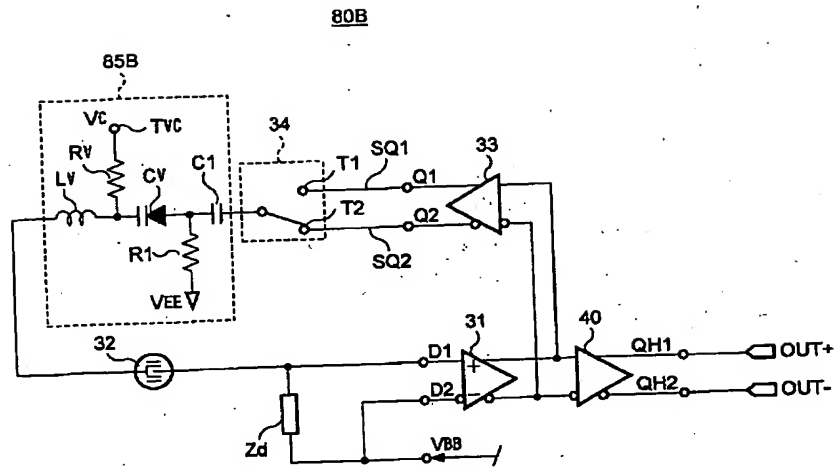 80B
85B
VC
TVC
34
RV
LV
CV
C1
T1
SQ1
Q1
33
T2
Q2
SQ2
R1
VEE
32
31
40
D1
+
QH1
OUT+
D2
−
QH2
OUT-
Zd
VBB